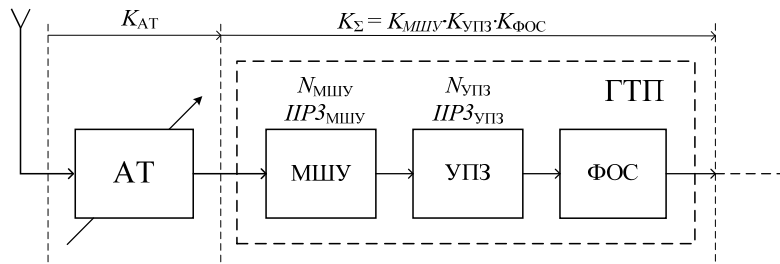 K_АТ
K_Σ = K_МШУ·K_УПЗ·K_ФОС
N_МШУ
IIP3_МШУ
N_УПЗ
IIP3_УПЗ
ГТП
АТ
МШУ
УПЗ
ФОС